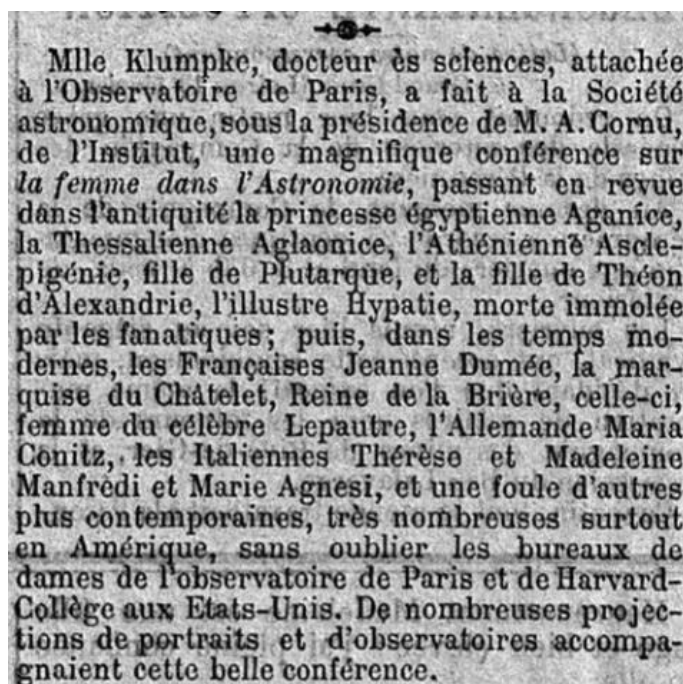 Mlle Klumpke, docteur ès sciences, attachée
à l'Observatoire de Paris, a fait à la Société
astronomique, sous la présidence de M. A. Cornu,
de l'Institut, une magnifique conférence sur
la femme dans l'Astronomie, passant en revue
dans l'antiquité la princesse égyptienne Aganice,
la Thessalienne Aglaonice, l'Athénienne Ascle-
pigénie, fille de Plutarque, et la fille de Théon
d'Alexandrie, l'illustre Hypatie, morte immolée
par les fanatiques; puis, dans les temps mo-
dernes, les Françaises Jeanne Dumée, la mar-
quise du Châtelet, Reine de la Brière, celle-ci,
femme du célèbre Lepautre, l'Allemande Maria
Conitz, les Italiennes Thérèse et Madeleine
Manfredi et Marie Agnesi, et une foule d'autres
plus contemporaines, très nombreuses surtout
en Amérique, sans oublier les bureaux de
dames de l'observatoire de Paris et de Harvard-
Collège aux Etats-Unis. De nombreuses projec-
tions de portraits et d'observatoires accompa-
gnaient cette belle conférence.